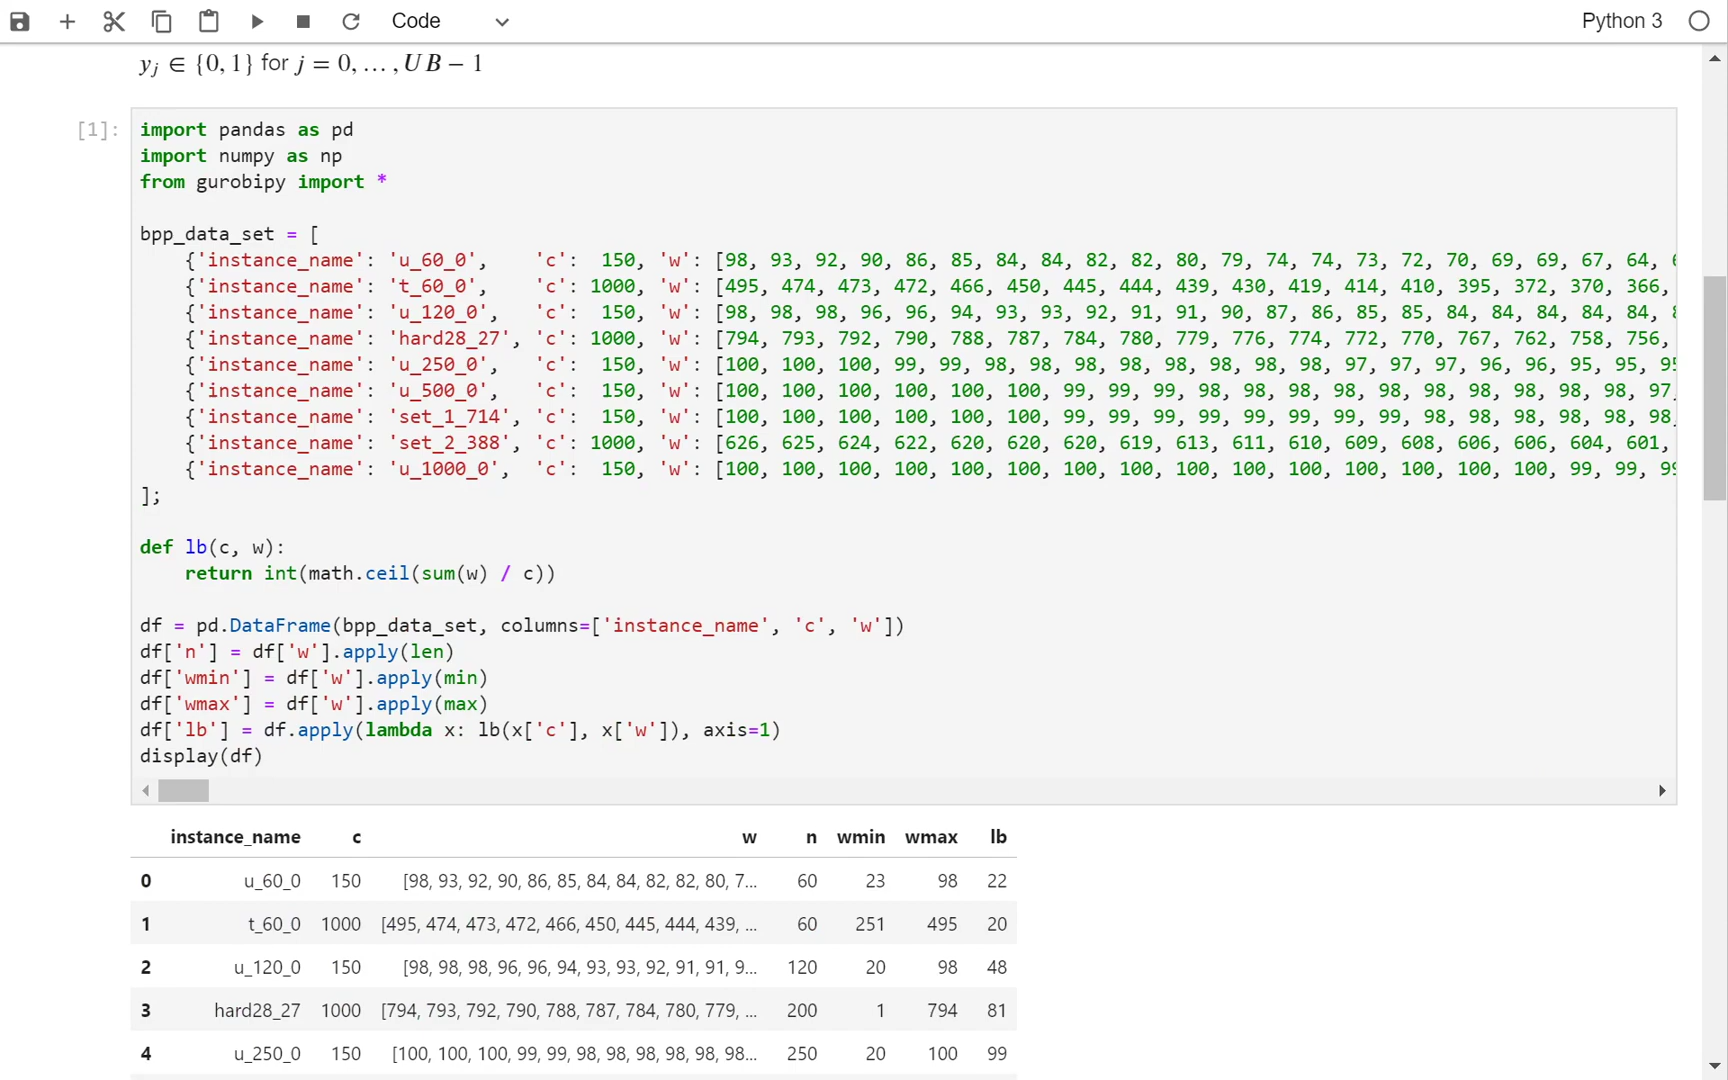 Code Python 3
yj ∈ {0, 1} for j = 0, … , UB − 1
[1]:
import pandas as pd
import numpy as np
from gurobipy import *
bpp_data_set = [
{'instance_name': 'u_60_0', 'c': 150, 'w': [98, 93, 92, 90, 86, 85, 84, 84, 82, 82, 80, 79, 74, 74, 73, 72, 70, 69, 69, 67, 64,
{'instance_name': 't_60_0', 'c': 1000, 'w': [495, 474, 473, 472, 466, 450, 445, 444, 439, 430, 419, 414, 410, 395, 372, 370, 366,
{'instance_name': 'u_120_0', 'c': 150, 'w': [98, 98, 98, 96, 96, 94, 93, 93, 92, 91, 91, 90, 87, 86, 85, 85, 84, 84, 84, 84, 84,
{'instance_name': 'hard28_27', 'c': 1000, 'w': [794, 793, 792, 790, 788, 787, 784, 780, 779, 776, 774, 772, 770, 767, 762, 758, 756,
{'instance_name': 'u_250_0', 'c': 150, 'w': [100, 100, 100, 99, 99, 98, 98, 98, 98, 98, 98, 98, 98, 97, 97, 97, 96, 96, 95, 95, 95
{'instance_name': 'u_500_0', 'c': 150, 'w': [100, 100, 100, 100, 100, 100, 99, 99, 99, 98, 98, 98, 98, 98, 98, 98, 98, 98, 98, 97,
{'instance_name': 'set_1_714', 'c': 150, 'w': [100, 100, 100, 100, 100, 100, 99, 99, 99, 99, 99, 99, 99, 99, 98, 98, 98, 98, 98, 98,
{'instance_name': 'set_2_388', 'c': 1000, 'w': [626, 625, 624, 622, 620, 620, 620, 619, 613, 611, 610, 609, 608, 606, 606, 604, 601,
{'instance_name': 'u_1000_0', 'c': 150, 'w': [100, 100, 100, 100, 100, 100, 100, 100, 100, 100, 100, 100, 100, 100, 100, 99, 99, 99
];
def lb(c, w):
return int(math.ceil(sum(w) / c))
df = pd.DataFrame(bpp_data_set, columns=['instance_name', 'c', 'w'])
df['n'] = df['w'].apply(len)
df['wmin'] = df['w'].apply(min)
df['wmax'] = df['w'].apply(max)
df['lb'] = df.apply(lambda x: lb(x['c'], x['w']), axis=1)
display(df)
instance_name c w n wmin wmax lb
0 u_60_0 150 [98, 93, 92, 90, 86, 85, 84, 84, 82, 82, 80, 7... 60 23 98 22
1 t_60_0 1000 [495, 474, 473, 472, 466, 450, 445, 444, 439, ... 60 251 495 20
2 u_120_0 150 [98, 98, 98, 96, 96, 94, 93, 93, 92, 91, 91, 9... 120 20 98 48
3 hard28_27 1000 [794, 793, 792, 790, 788, 787, 784, 780, 779, ... 200 1 794 81
4 u_250_0 150 [100, 100, 100, 99, 99, 98, 98, 98, 98, 98, 98... 250 20 100 99